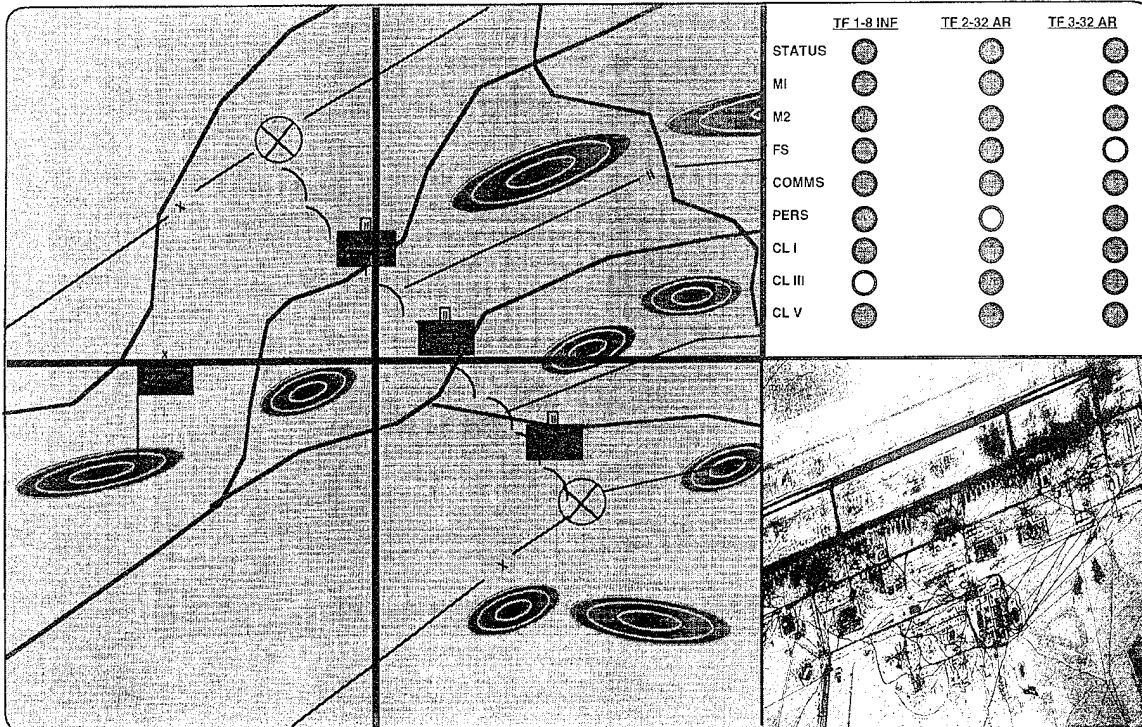 TF 1-8 INF TF 2-32 AR TF 3-32 AR
STATUS
MI
M2
FS
COMMS
PERS
CL I
CL III
CL V
X
II
X
X